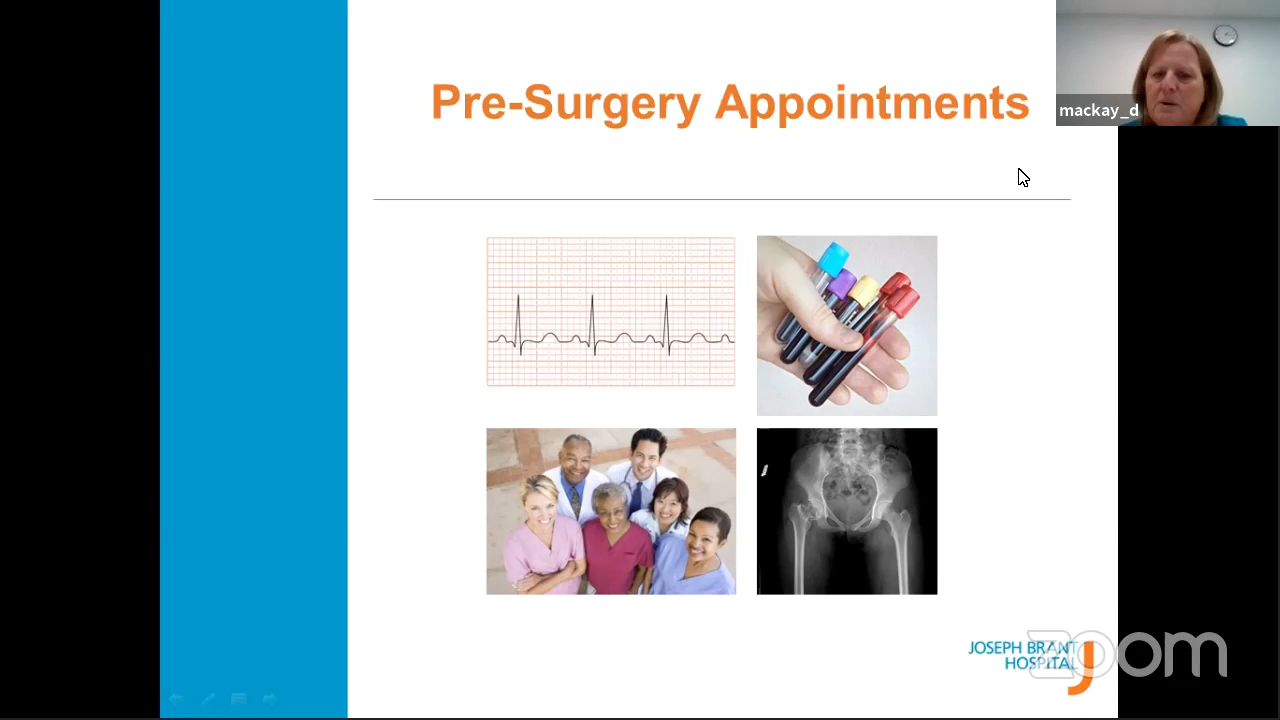 Pre-Surgery Appointments
mackay_d
JOSEPH BRANT
HOSPITAL
zoom